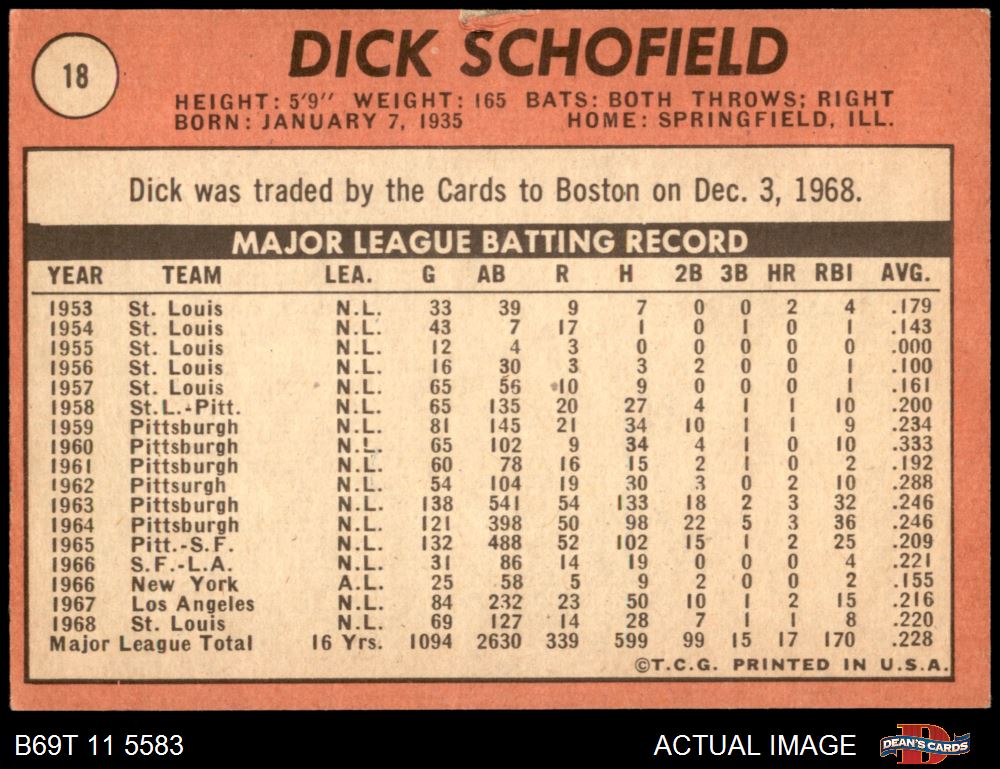 18
DICK SCHOFIELD
HEIGHT: 5'9" WEIGHT: 165 BATS: BOTH THROWS; RIGHT
BORN: JANUARY 7, 1935 HOME: SPRINGFIELD, ILL.
Dick was traded by the Cards to Boston on Dec. 3, 1968.
MAJOR LEAGUE BATTING RECORD
YEAR TEAM LEA. G AB R H 2B 3B HR RBI AVG.
1953 St. Louis N.L. 33 39 9 7 0 0 2 4 .179
1954 St. Louis N.L. 43 7 17 1 0 1 0 1 .143
1955 St. Louis N.L. 12 4 3 0 0 0 0 0 .000
1956 St. Louis N.L. 16 30 3 3 2 0 0 1 .100
1957 St. Louis N.L. 65 56 10 9 0 0 0 1 .161
1958 St.L.-Pitt. N.L. 65 135 20 27 4 1 1 10 .200
1959 Pittsburgh N.L. 81 145 21 34 10 1 1 9 .234
1960 Pittsburgh N.L. 65 102 9 34 4 1 0 10 .333
1961 Pittsburgh N.L. 60 78 16 15 2 1 0 2 .192
1962 Pittsurgh N.L. 54 104 19 30 3 0 2 10 .288
1963 Pittsburgh N.L. 138 541 54 133 18 2 3 32 .246
1964 Pittsburgh N.L. 121 398 50 98 22 5 3 36 .246
1965 Pitt.-S.F. N.L. 132 488 52 102 15 1 2 25 .209
1966 S.F.-L.A. N.L. 31 86 14 19 0 0 0 4 .221
1966 New York A.L. 25 58 5 9 2 0 0 2 .155
1967 Los Angeles N.L. 84 232 23 50 10 1 2 15 .216
1968 St. Louis N.L. 69 127 14 28 7 1 1 8 .220
Major League Total 16 Yrs. 1094 2630 339 599 99 15 17 170 .228
©T.C.G. PRINTED IN U.S.A.
B69T 11 5583 ACTUAL IMAGE DEAN'S CARDS